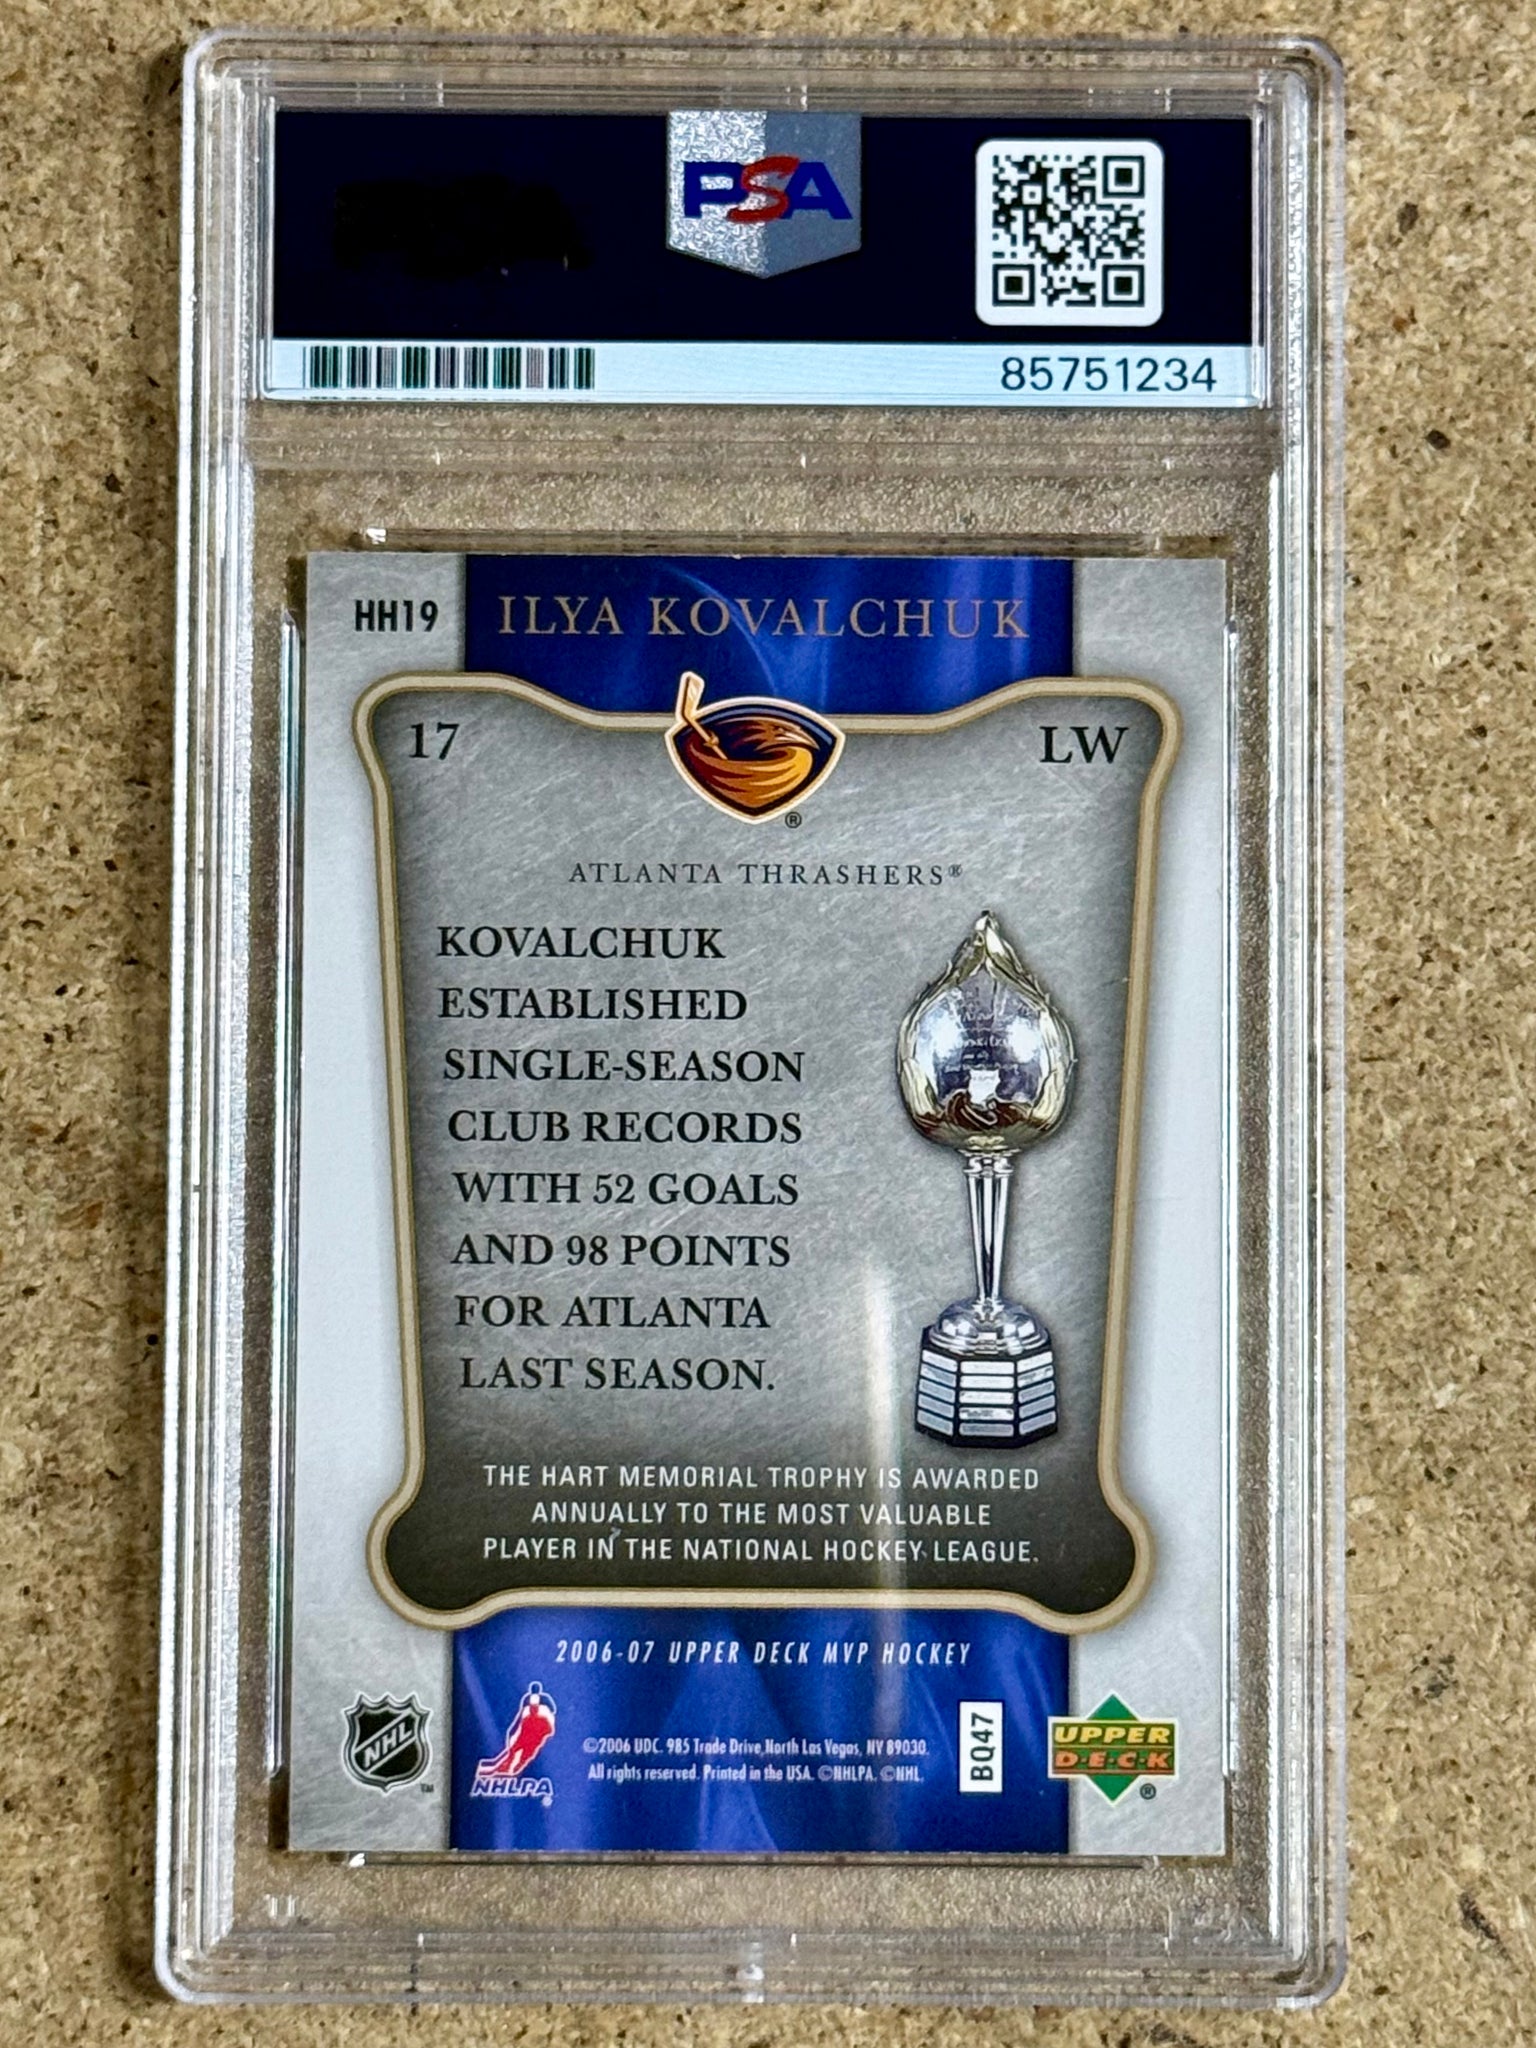 PSA
85751234
HH19
ILYA KOVALCHUK
17
LW
®
ATLANTA THRASHERS®
KOVALCHUK
ESTABLISHED
SINGLE-SEASON
CLUB RECORDS
WITH 52 GOALS
AND 98 POINTS
FOR ATLANTA
LAST SEASON.
THE HART MEMORIAL TROPHY IS AWARDED
ANNUALLY TO THE MOST VALUABLE
PLAYER IN THE NATIONAL HOCKEY LEAGUE.
2006-07 UPPER DECK MVP HOCKEY
NHL
TM
NHLPA
®
©2006 UDC. 985 Trade Drive, North Las Vegas, NV 89030.
All rights reserved. Printed in the USA. ©NHLPA. ©NHL.
BQ47
UPPER
D·E·C·K
®